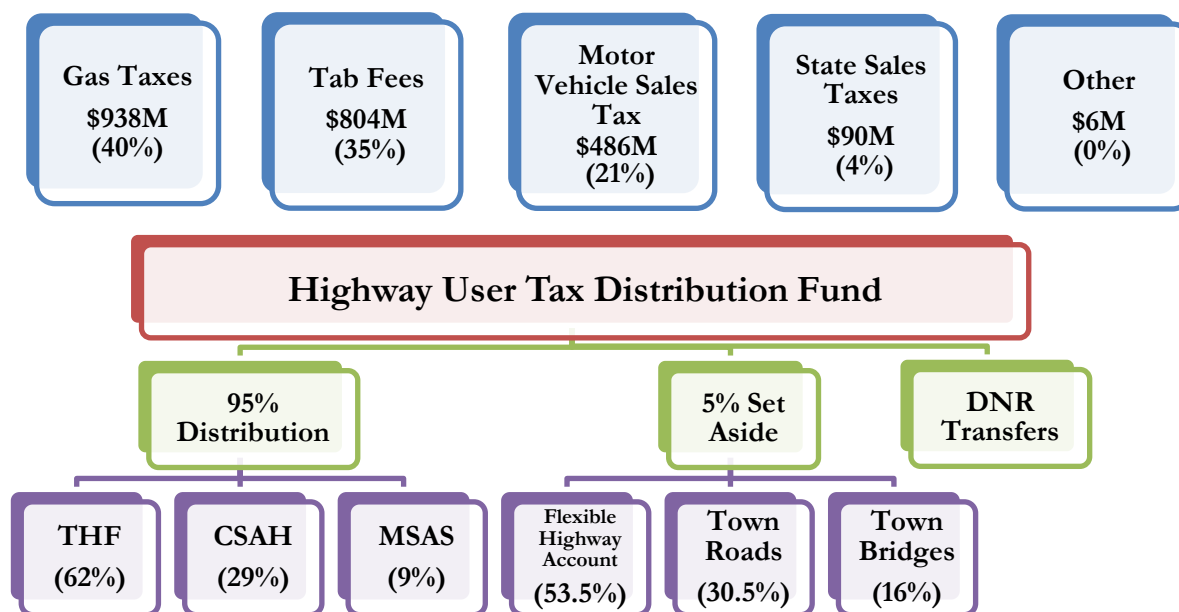 Gas Taxes
$938M
(40%)
Tab Fees
$804M
(35%)
Motor
Vehicle Sales
Tax
$486M
(21%)
State Sales
Taxes
$90M
(4%)
Other
$6M
(0%)
Highway User Tax Distribution Fund
95%
Distribution
5% Set
Aside
DNR
Transfers
THF
(62%)
CSAH
(29%)
MSAS
(9%)
Flexible
Highway
Account
(53.5%)
Town
Roads
(30.5%)
Town
Bridges
(16%)